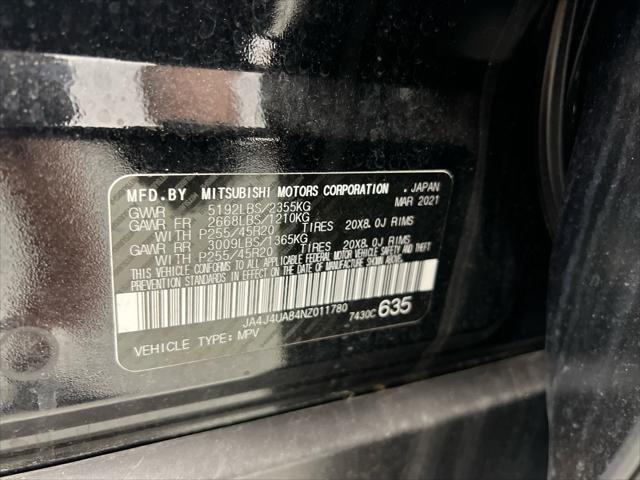 MFD.BY MITSUBISHI MOTORS CORPORATION .JAPAN
GVWR 5192LBS/2355KG MAR 2021
GAWR FR 2668LBS/1210KG
WITH P255/45R20 TIRES 20X8.0J RIMS
GAWR RR 3009LBS/1365KG
WITH P255/45R20 TIRES 20X8.0J RIMS
THIS VEHICLE CONFORMS TO ALL APPLICABLE FEDERAL MOTOR VEHICLE SAFETY AND THEFT
PREVENTION STANDARDS IN EFFECT ON THE DATE OF MANUFACTURE SHOWN ABOVE.
JA4J4UA84NZ011780 7430C 635
VEHICLE TYPE: MPV